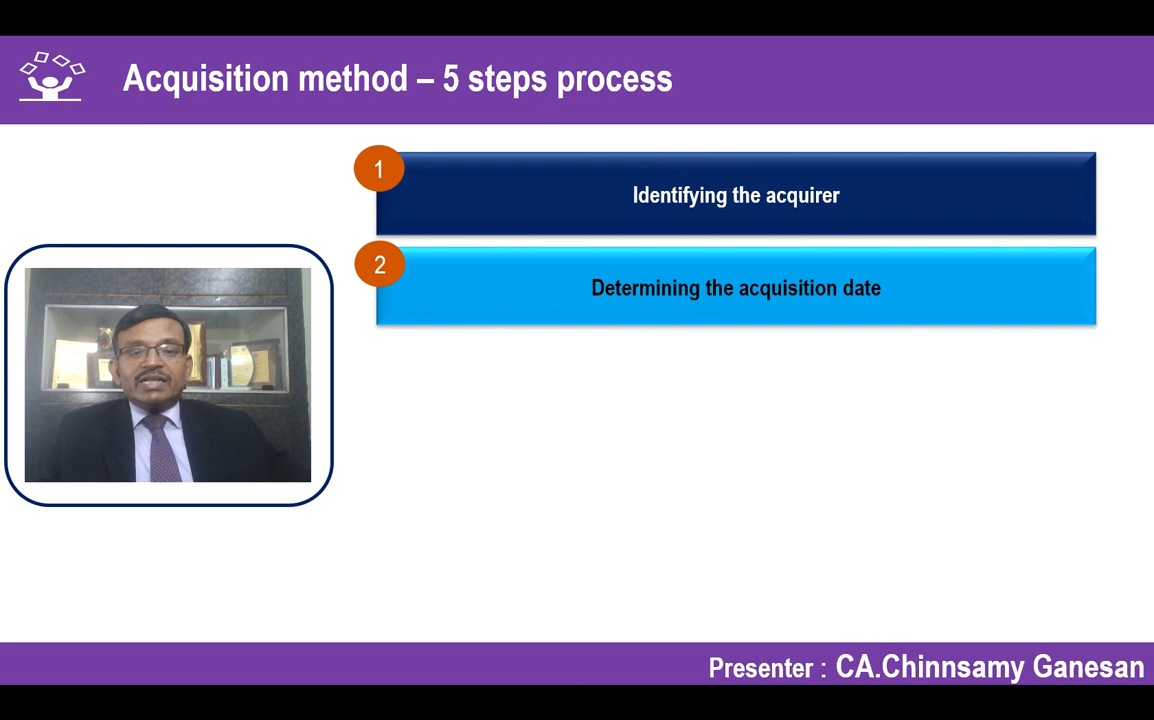 Acquisition method – 5 steps process
1
Identifying the acquirer
2
Determining the acquisition date
Presenter : CA.Chinnsamy Ganesan